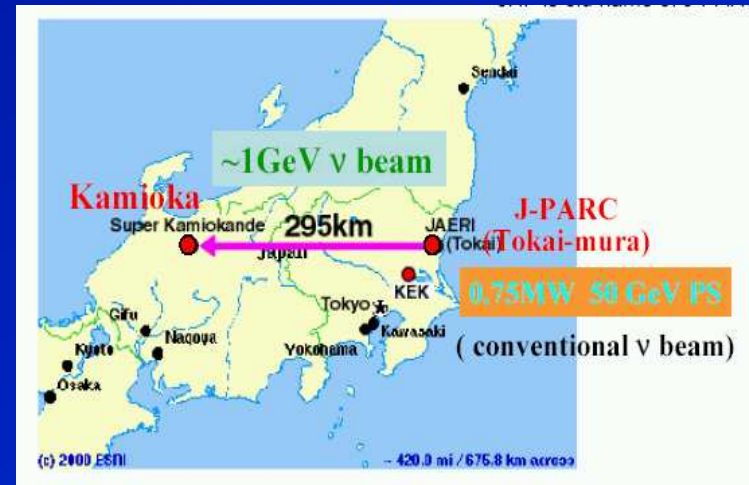 Sendai
~1GeV ν beam
Kamioka
Super Kamiokande
295km
JAERI
(Tokai)
J-PARC
(Tokai-mura)
Japan
KEK
0.75MW 50 GeV PS
Tokyo
Gifu
Nagoya
Kawasaki
Yokohama
( conventional ν beam)
Kyoto
Osaka
(c) 2000 ESRI
~ 420.0 mi / 675.8 km across